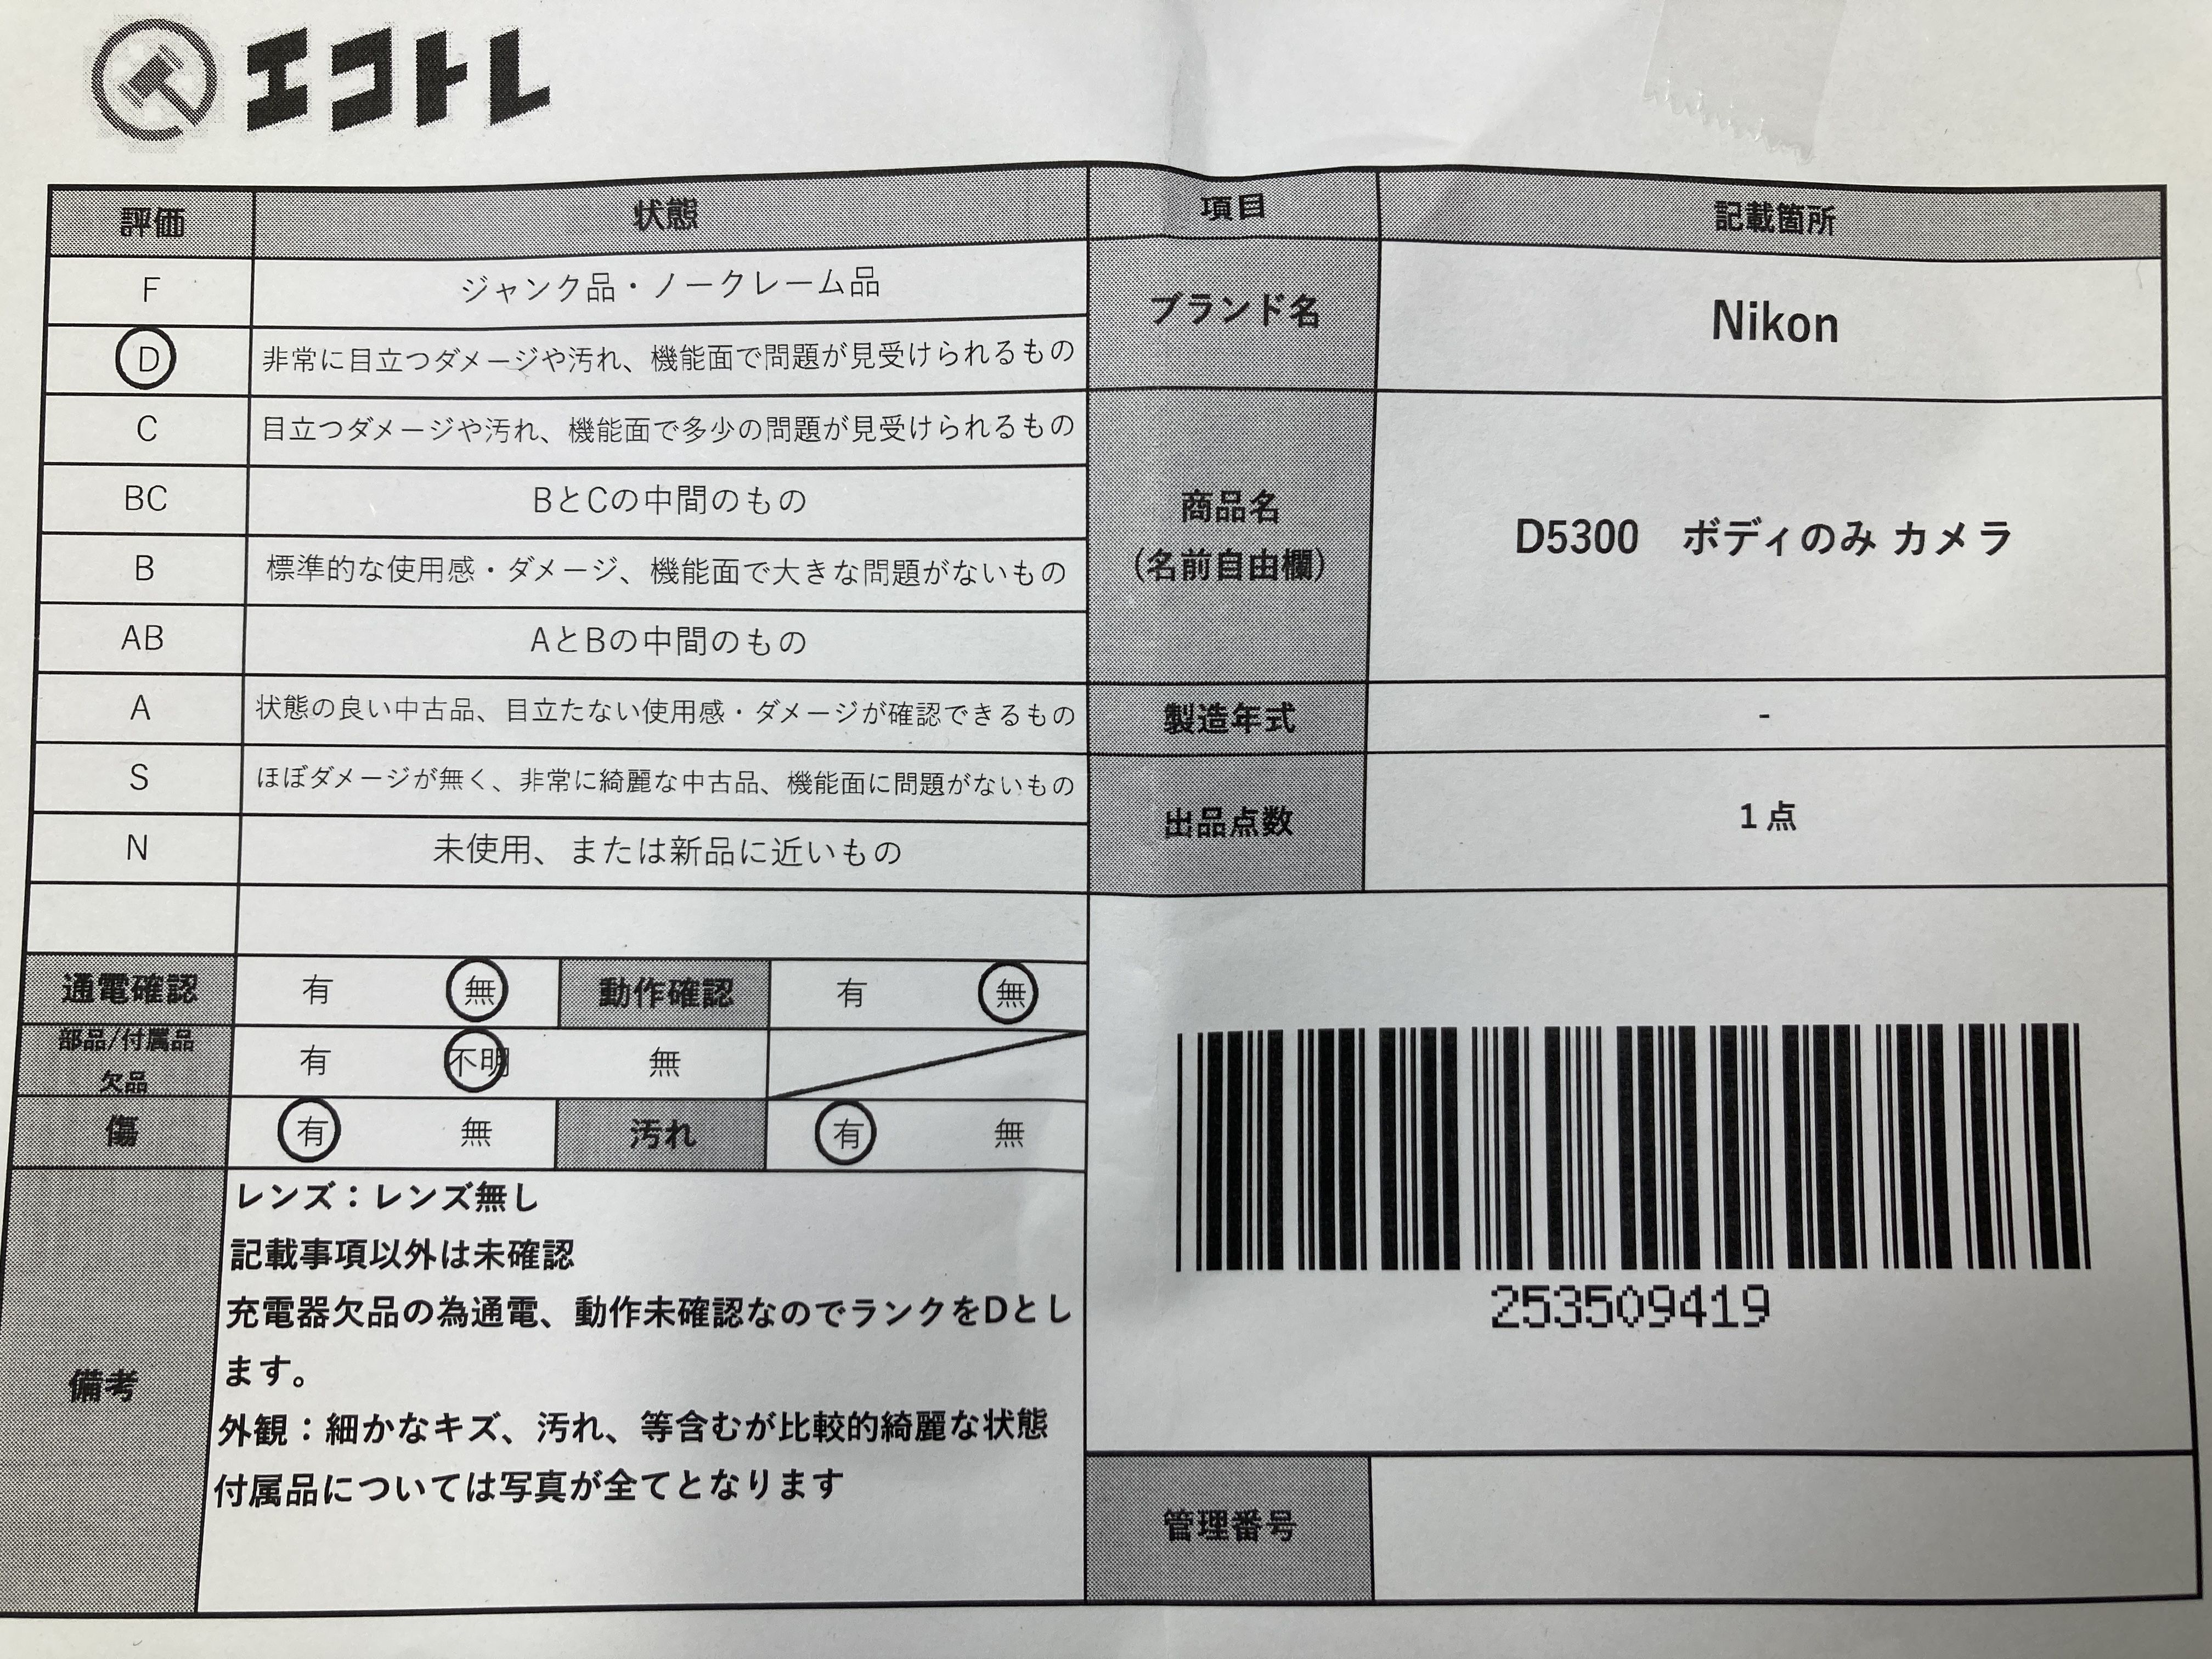 エコトレ
評価 状態
F ジャンク品・ノークレーム品
D 非常に目立つダメージや汚れ、機能面で問題が見受けられるもの
C 目立つダメージや汚れ、機能面で多少の問題が見受けられるもの
BC BとCの中間のもの
B 標準的な使用感・ダメージ、機能面で大きな問題がないもの
AB AとBの中間のもの
A 状態の良い中古品、目立たない使用感・ダメージが確認できるもの
S ほぼダメージが無く、非常に綺麗な中古品、機能面に問題がないもの
N 未使用、または新品に近いもの
通電確認 有 無 動作確認 有 無
部品/付属品
欠品
有 不明 無
傷 有 無 汚れ 有 無
備考
レンズ：レンズ無し
記載事項以外は未確認
充電器欠品の為通電、動作未確認なのでランクをDとし
ます。
外観：細かなキズ、汚れ、等含むが比較的綺麗な状態
付属品については写真が全てとなります
項目 記載箇所
ブランド名 Nikon
商品名
(名前自由欄)
D5300 ボディのみ カメラ
製造年式 -
出品点数 1点
253509419
管理番号